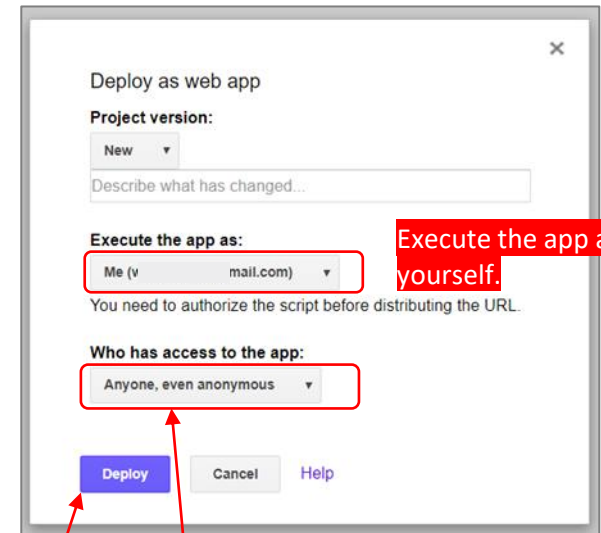 Deploy as web app
Project version:
New
Describe what has changed...
Execute the app as:
Execute the app
yourself.
Me (v mail.com)
You need to authorize the script before distributing the URL.
Who has access to the app:
Anyone, even anonymous
Deploy Cancel Help